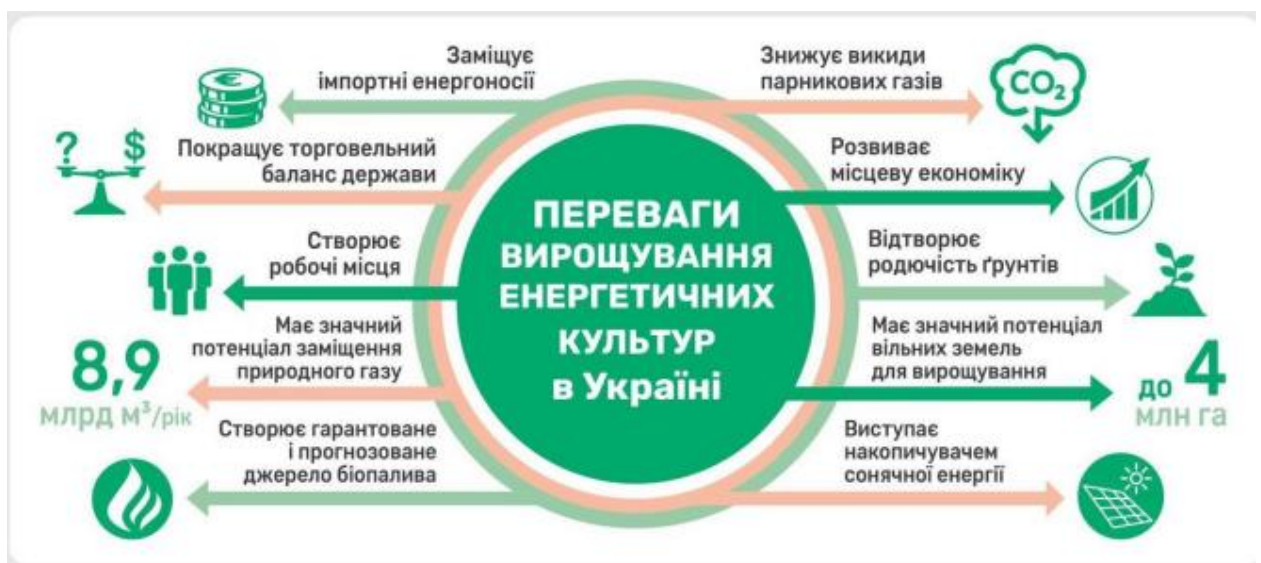 ПЕРЕВАГИ
ВИРОЩУВАННЯ
ЕНЕРГЕТИЧНИХ
КУЛЬТУР
в Україні
Заміщує
імпортні енергоносії
€
Покращує торговельний
баланс держави
? $
Створює
робочі місця
Має значний
потенціал заміщення
природного газу
8,9
млрд м³/рік
Створює гарантоване
і прогнозоване
джерело біопалива
Знижує викиди
парникових газів
CO₂
Розвиває
місцеву економіку
Відтворює
родючість ґрунтів
Має значний потенціал
вільних земель
для вирощування
до 4
млн га
Виступає
накопичувачем
сонячної енергії